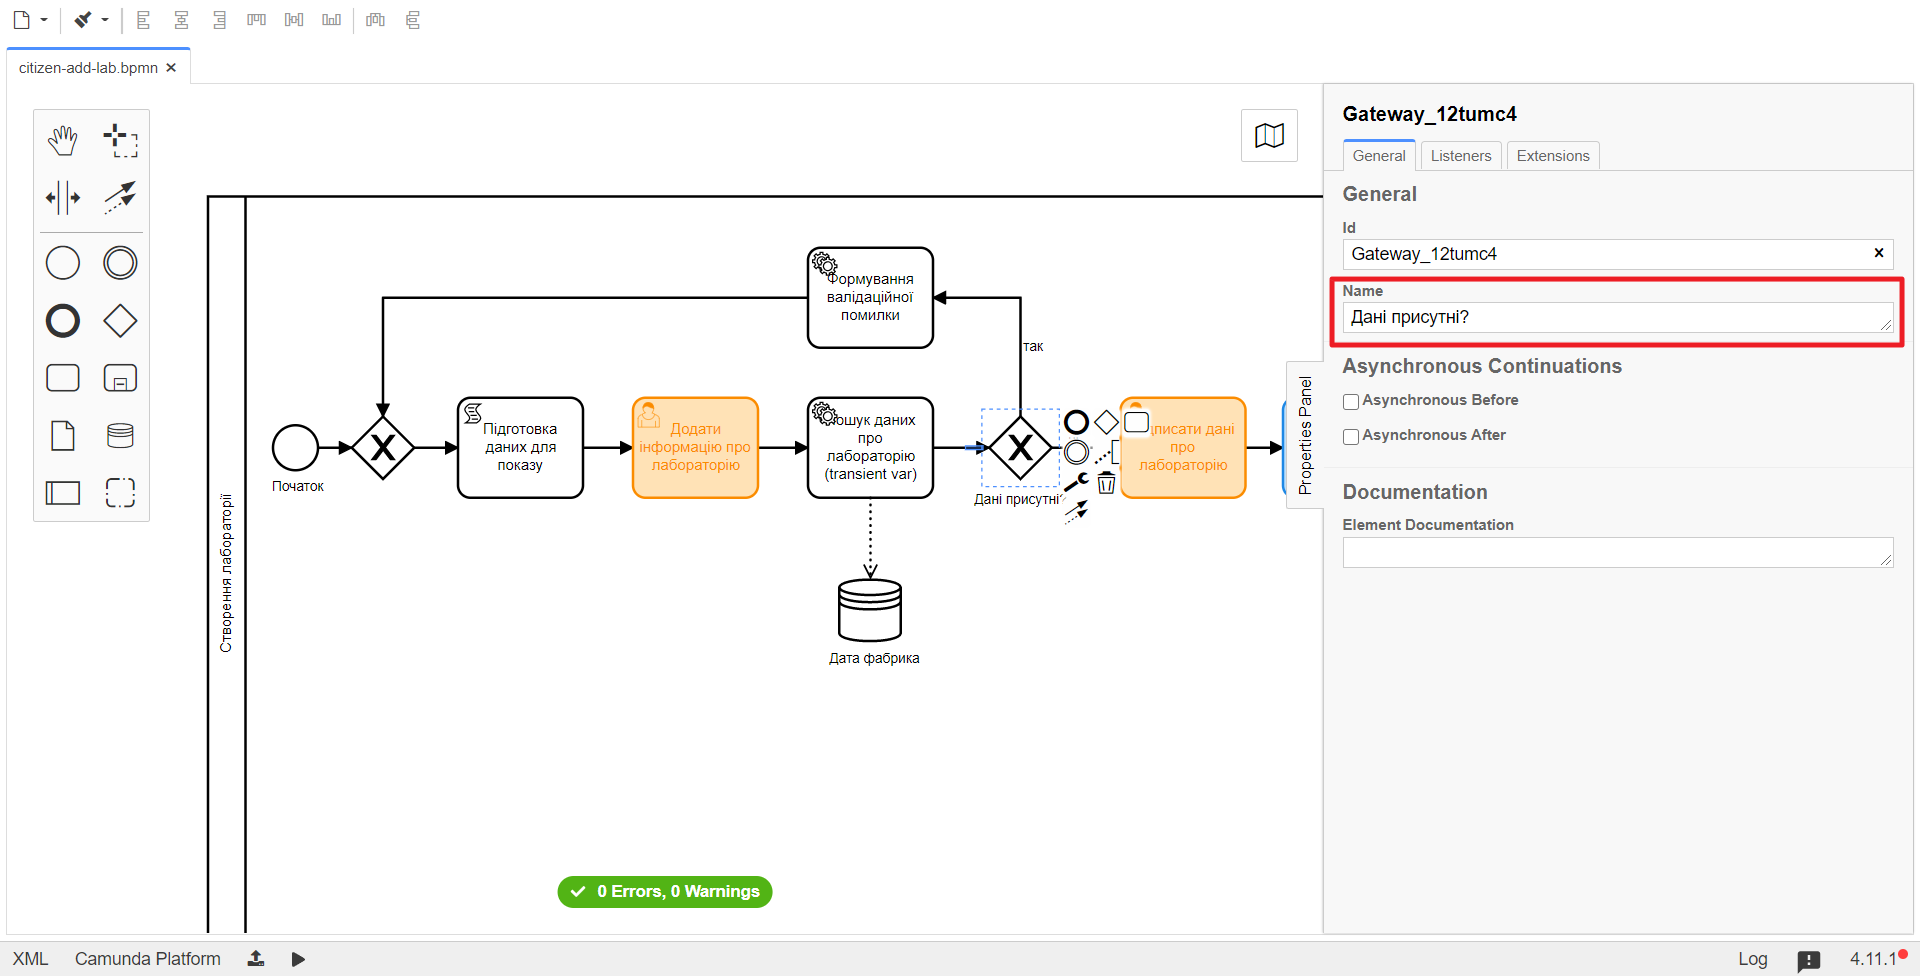 citizen-add-lab.bpmn
Створення лабораторії
Початок
Підготовка
даних для
показу
Додати
інформацію про
лабораторію
Формування
валідаційної
помилки
ошук даних
про
лабораторію
(transient var)
Дата фабрика
так
Дані присутні
дписати дані
про
лабораторію
0 Errors, 0 Warnings
Properties Panel
Gateway_12tumc4
General
Listeners
Extensions
General
Id
Gateway_12tumc4
Name
Дані присутні?
Asynchronous Continuations
Asynchronous Before
Asynchronous After
Documentation
Element Documentation
XML
Camunda Platform
Log
4.11.1